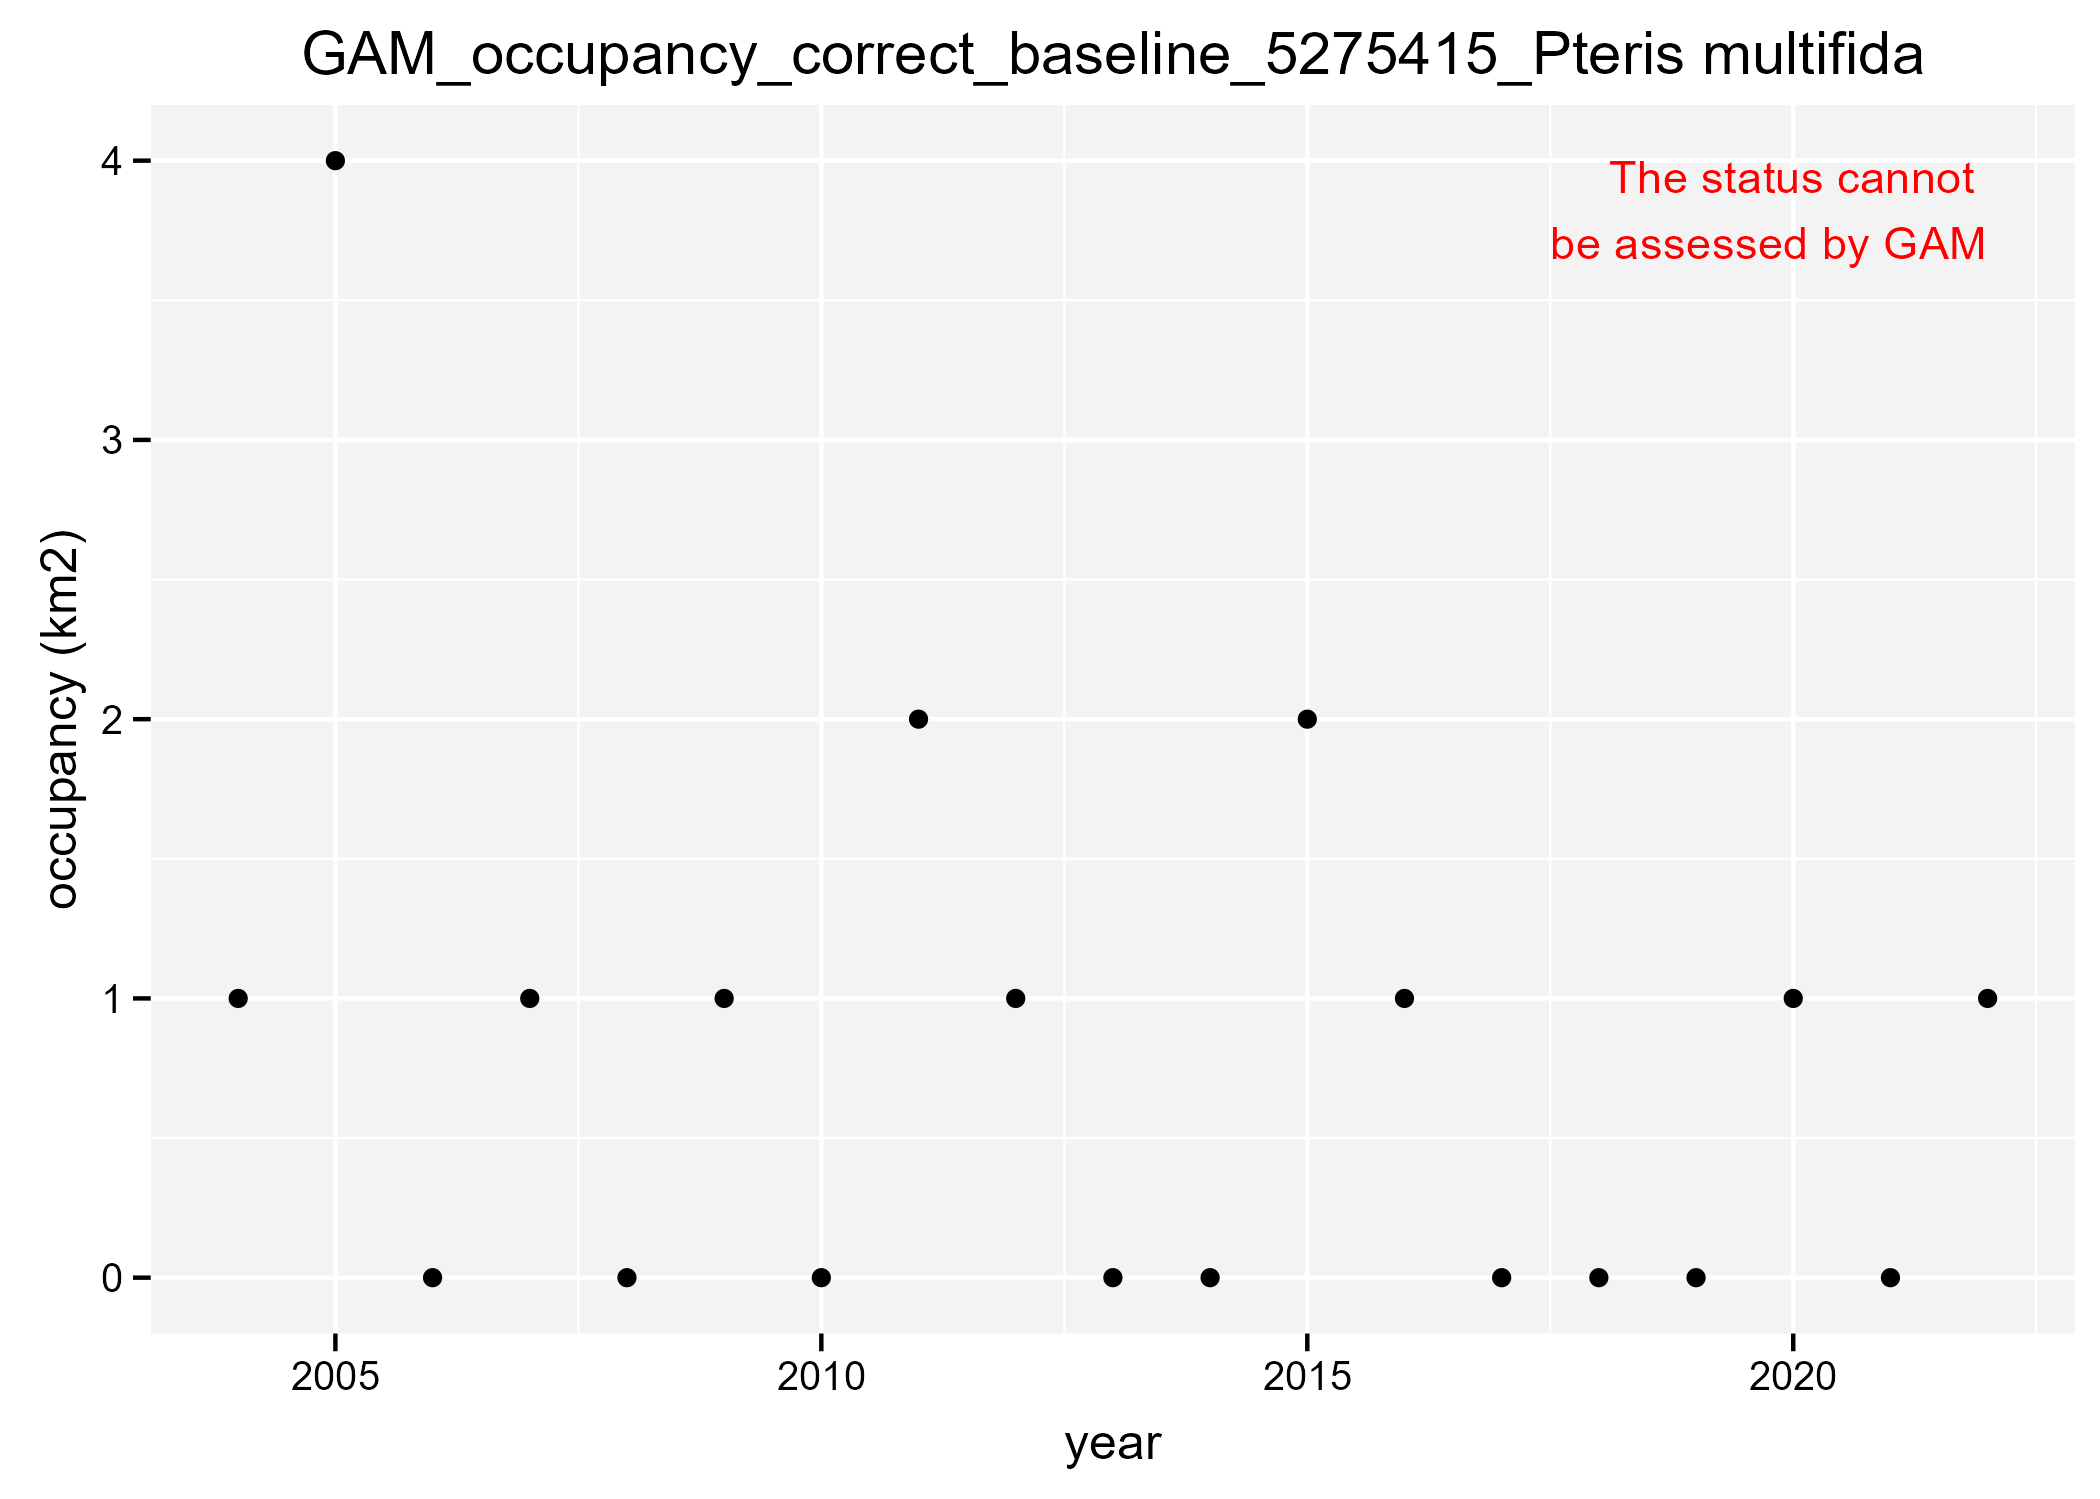 GAM_occupancy_correct_baseline_5275415_Pteris multifida
The status cannot
be assessed by GAM
4
3
2
1
0
occupancy (km2)
2005 2010 2015 2020
year